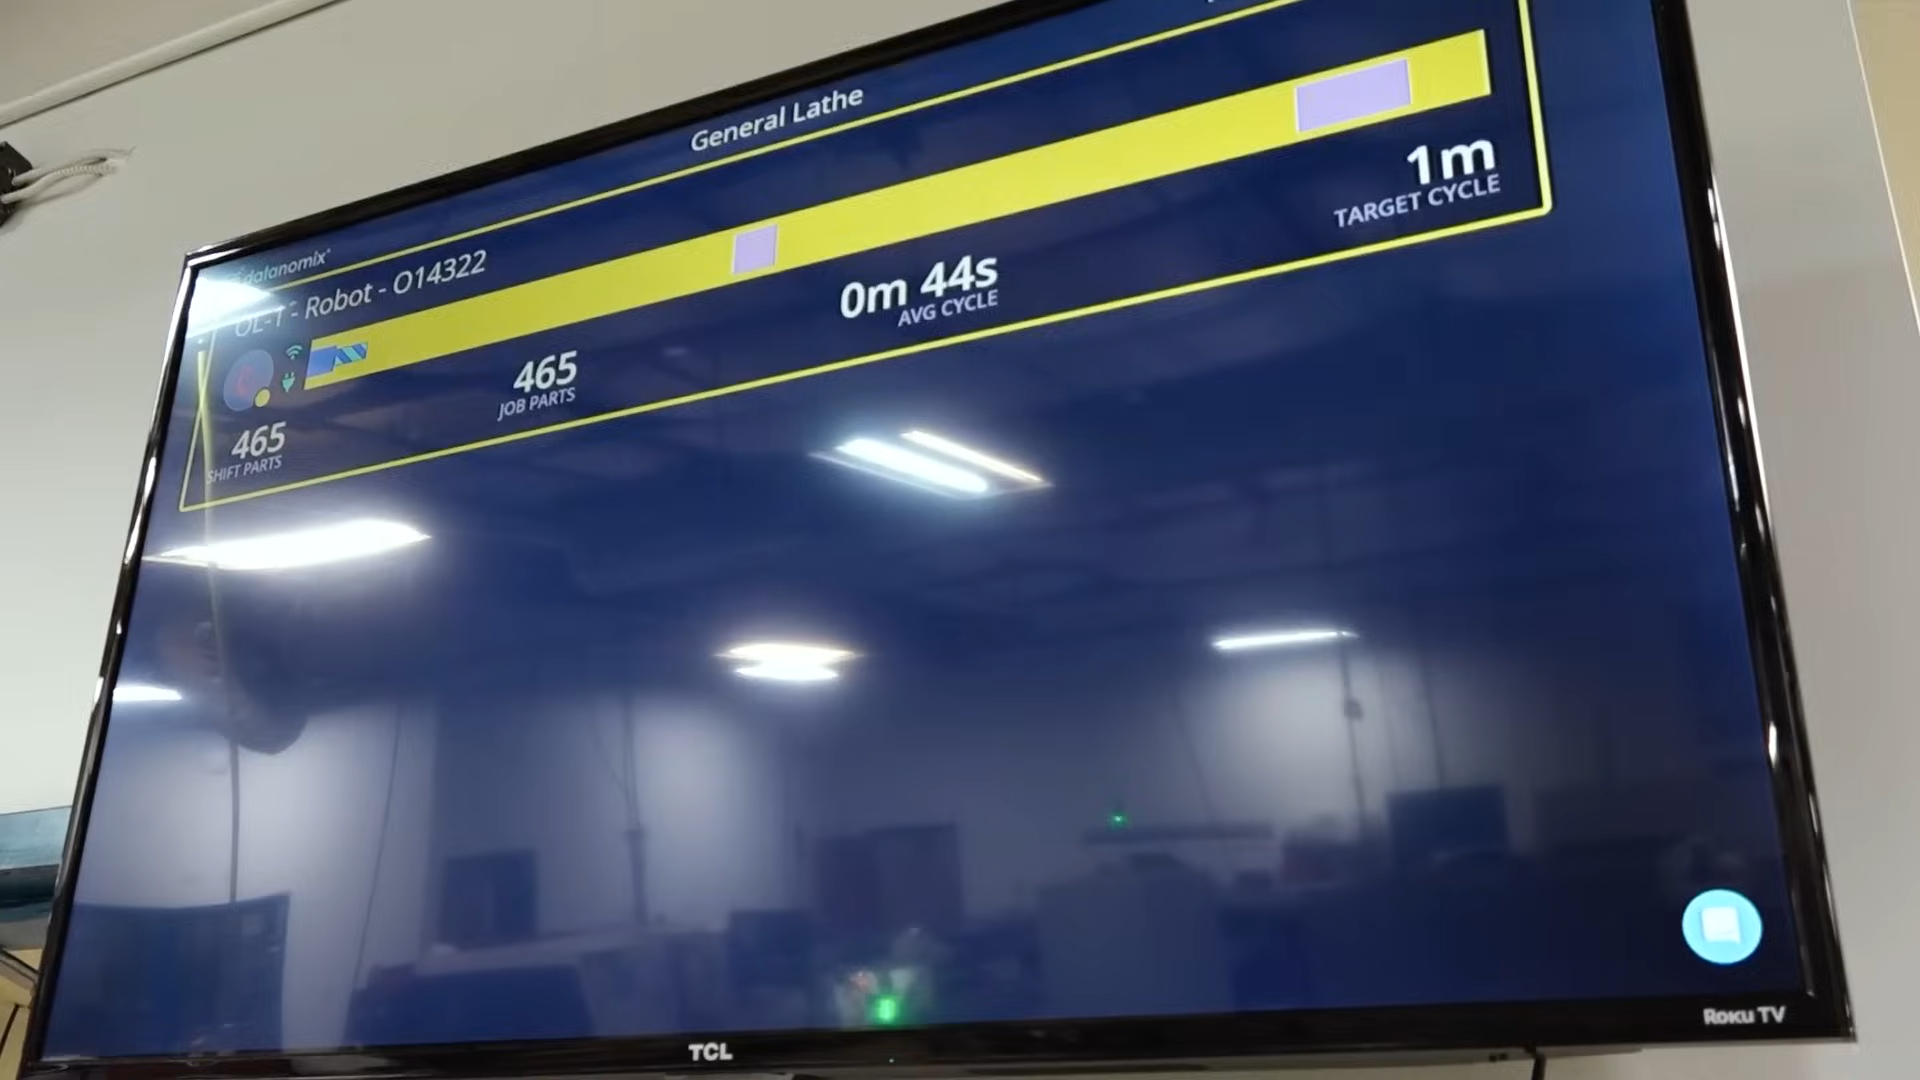 General Lathe
datanomix
OL-1 - Robot - O14322
1m
TARGET CYCLE
0m 44s
AVG CYCLE
465
JOB PARTS
465
SHIFT PARTS
TCL
Roku TV